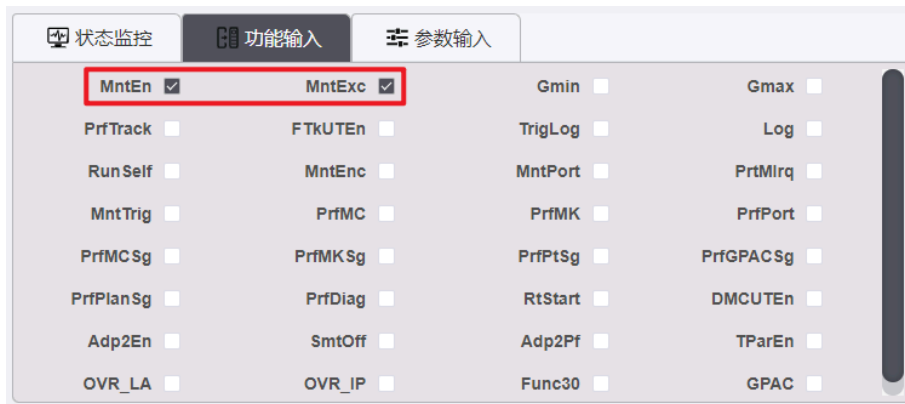 状态监控 功能输入 参数输入
MntEn MntExc Gmin Gmax
PrfTrack FTkUTEn TrigLog Log
RunSelf MntEnc MntPort PrtMIrq
MntTrig PrfMC PrfMK PrfPort
PrfMCSg PrfMKSg PrfPtSg PrfGPACSg
PrfPlanSg PrfDiag RtStart DMCUTEn
Adp2En SmtOff Adp2Pf TParEn
OVR_LA OVR_IP Func30 GPAC